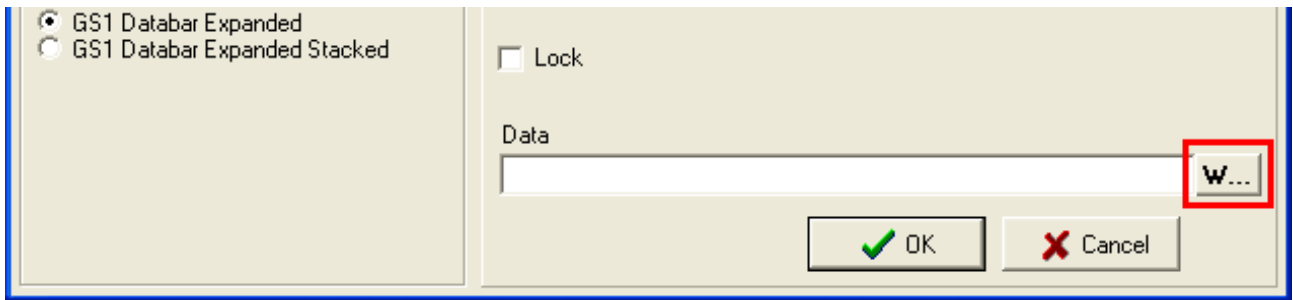 GS1 Databar Expanded
GS1 Databar Expanded Stacked
Lock
Data
W...
OK
Cancel